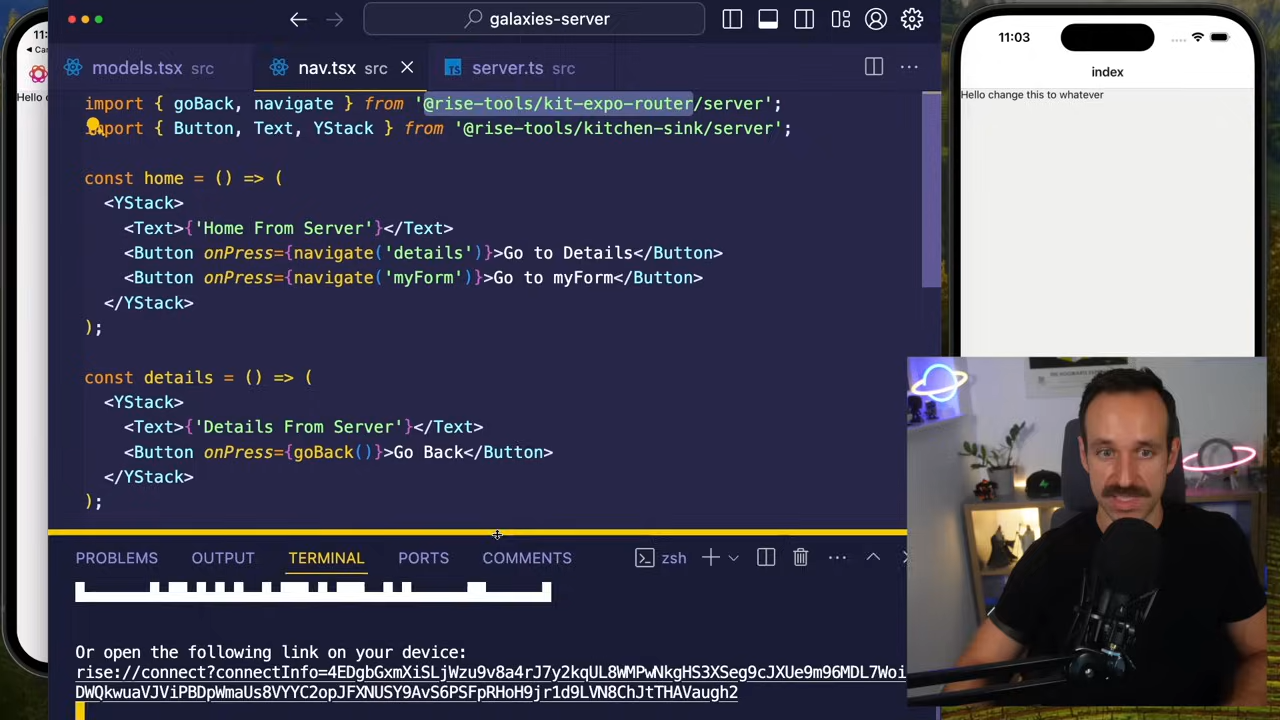 galaxies-server
models.tsx src
nav.tsx src
TS server.ts src
import { goBack, navigate } from '@rise-tools/kit-expo-router/server';
import { Button, Text, YStack } from '@rise-tools/kitchen-sink/server';
const home = () => (
<YStack>
<Text>{'Home From Server'}</Text>
<Button onPress={navigate('details')}>Go to Details</Button>
<Button onPress={navigate('myForm')}>Go to myForm</Button>
</YStack>
);
const details = () => (
<YStack>
<Text>{'Details From Server'}</Text>
<Button onPress={goBack()}>Go Back</Button>
</YStack>
);
PROBLEMS OUTPUT TERMINAL PORTS COMMENTS
zsh
Or open the following link on your device:
rise://connect?connectInfo=4EDgbGxmXiSLjWzu9v8a4rJ7y2kqUL8WMPwNkgHS3XSeg9cJXUe9m96MDL7Woi
DWQkwuaVJViPBDpWmaUs8VYYC2opJFXNUSY9AvS6PSFpRHoH9jr1d9LVN8ChJtTHAVaugh2
11:03
index
Hello change this to whatever
11:
Hello c